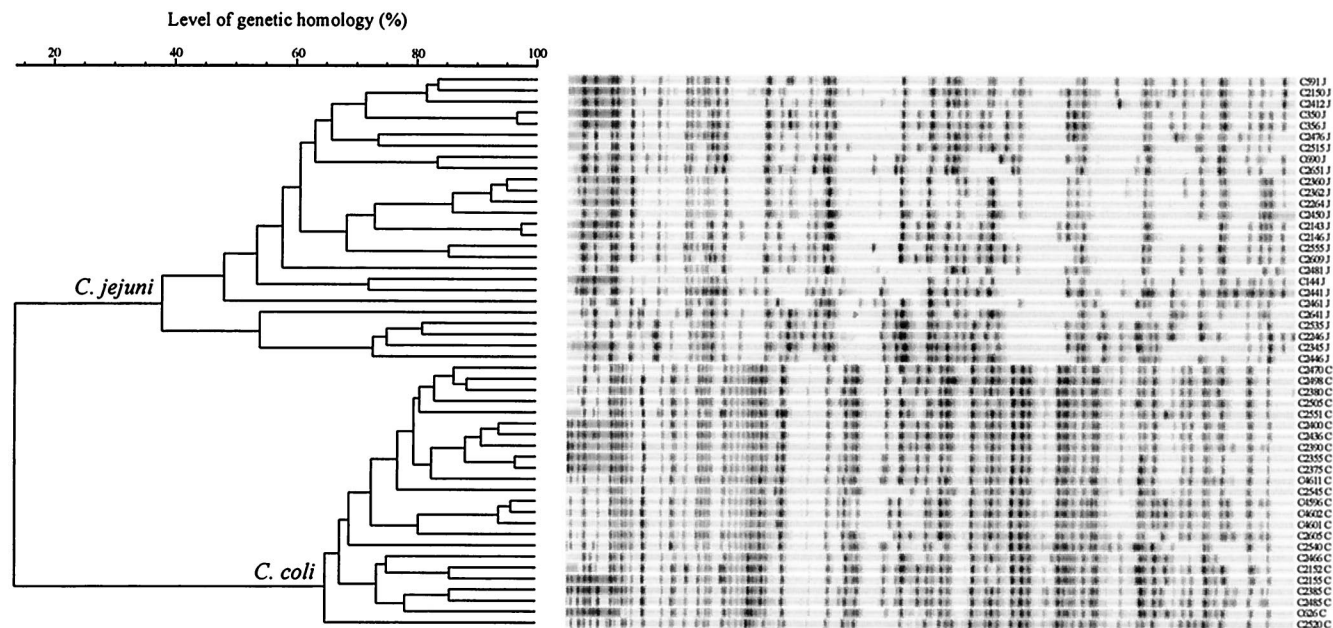 Level of genetic homology (%)
20 40 60 80 100
C591 J
C2150 J
C2412 J
C350 J
C356 J
C2476 J
C2515 J
C690 J
C2651 J
C2360 J
C2362 J
C2264 J
C2450 J
C2143 J
C2146 J
C2555 J
C2609 J
C2481 J
C144 J
C. jejuni
C2441 J
C2461 J
C2641 J
C2535 J
C2246 J
C2345 J
C2446 J
C2470 C
C2498 C
C2380 C
C2505 C
C2551 C
C2400 C
C2436 C
C2390 C
C2355 C
C2375 C
C4611 C
C2545 C
C4596 C
C4602 C
C4601 C
C2605 C
C2540 C
C2466 C
C. coli
C2152 C
C2155 C
C2385 C
C2485 C
C626 C
C2520 C